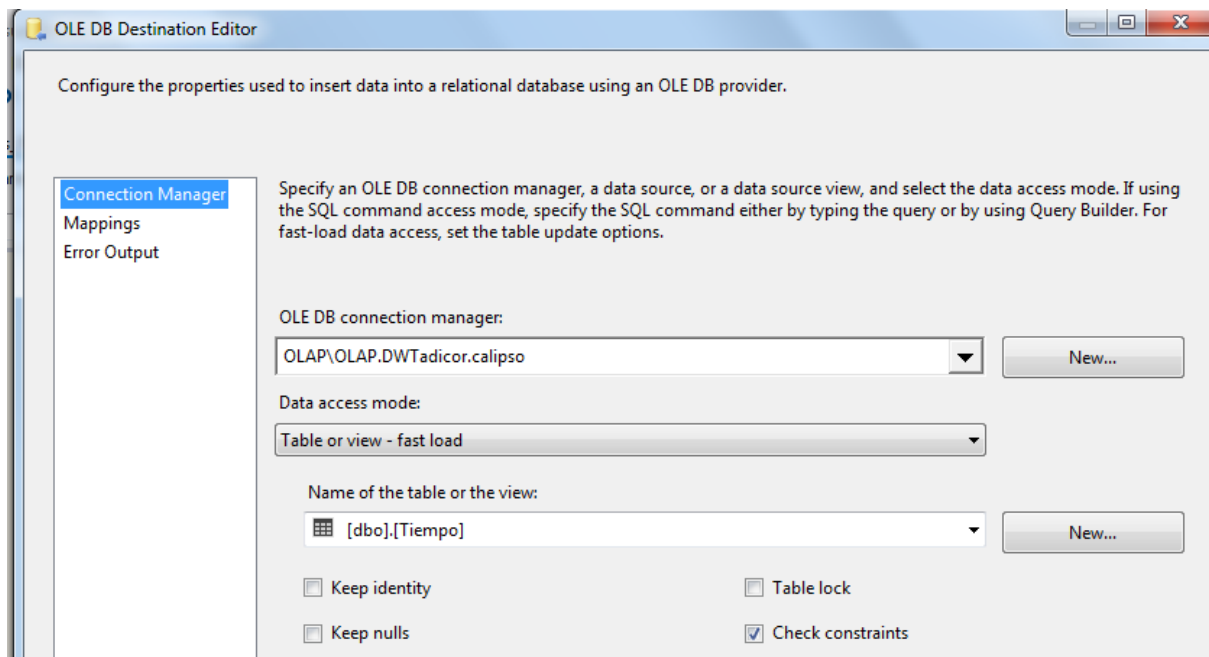 OLE DB Destination Editor
Configure the properties used to insert data into a relational database using an OLE DB provider.
Connection Manager
Mappings
Error Output
Specify an OLE DB connection manager, a data source, or a data source view, and select the data access mode. If using
the SQL command access mode, specify the SQL command either by typing the query or by using Query Builder. For
fast-load data access, set the table update options.
OLE DB connection manager:
OLAP\OLAP.DWTadicor.calipso
New...
Data access mode:
Table or view - fast load
Name of the table or the view:
[dbo].[Tiempo]
New...
Keep identity
Table lock
Keep nulls
Check constraints